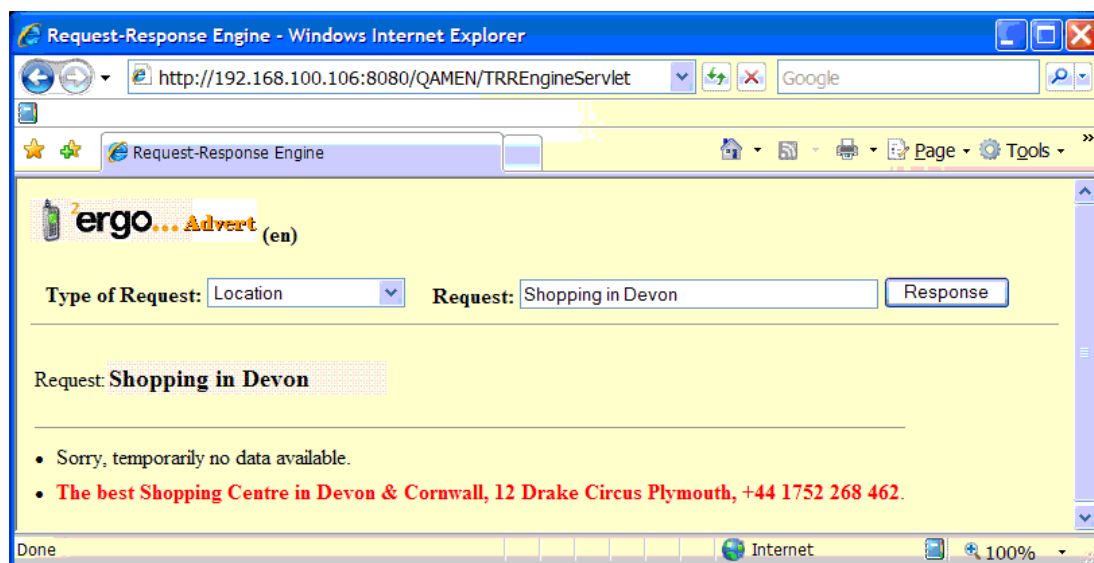 Request-Response Engine - Windows Internet Explorer
http://192.168.100.106:8080/QAMEN/TRREngineServlet Google
Request-Response Engine Page Tools »
2ergo... Advert (en)
Type of Request: Location Request: Shopping in Devon Response
Request: Shopping in Devon
• Sorry, temporarily no data available.
• The best Shopping Centre in Devon & Cornwall, 12 Drake Circus Plymouth, +44 1752 268 462.
Done Internet 100%